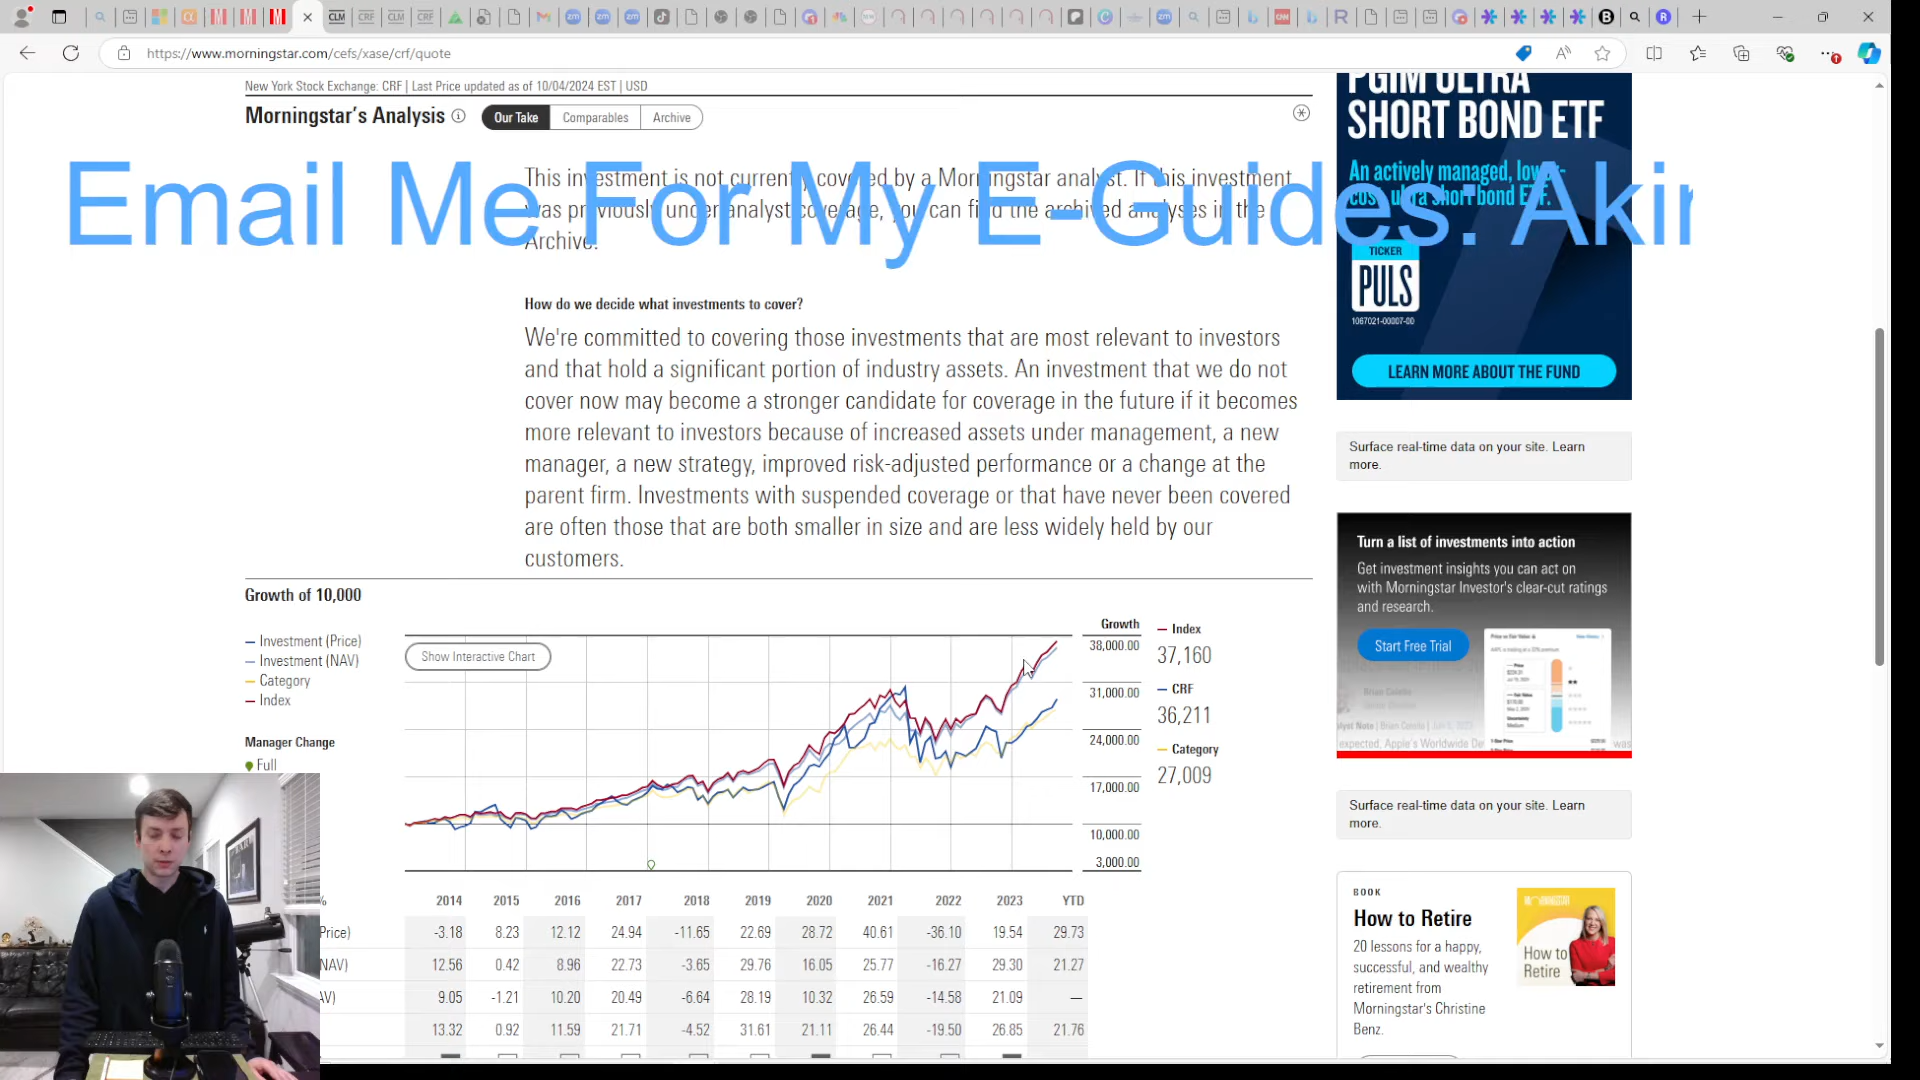 https://www.morningstar.com/cefs/xase/crf/quote
New York Stock Exchange: CRF | Last Price updated as of 10/04/2024 EST | USD
Morningstar's Analysis
Our Take
Comparables
Archive
Email Me For My E-Guides: Akin
This investment is not currently covered by a Morningstar analyst. If this investment
was previously under analyst coverage, you can find the archived analyses in the
Archive.
How do we decide what investments to cover?
We're committed to covering those investments that are most relevant to investors
and that hold a significant portion of industry assets. An investment that we do not
cover now may become a stronger candidate for coverage in the future if it becomes
more relevant to investors because of increased assets under management, a new
manager, a new strategy, improved risk-adjusted performance or a change at the
parent firm. Investments with suspended coverage or that have never been covered
are often those that are both smaller in size and are less widely held by our
customers.
Growth of 10,000
Investment (Price)
Investment (NAV)
Category
Index
Manager Change
Full
Show Interactive Chart
Growth
38,000.00
31,000.00
24,000.00
17,000.00
10,000.00
3,000.00
Index
37,160
CRF
36,211
Category
27,009
% 2014 2015 2016 2017 2018 2019 2020 2021 2022 2023 YTD
Price) -3.18 8.23 12.12 24.94 -11.65 22.69 28.72 40.61 -36.10 19.54 29.73
NAV) 12.56 0.42 8.96 22.73 -3.65 29.76 16.05 25.77 -16.27 29.30 21.27
AV) 9.05 -1.21 10.20 20.49 -6.64 28.19 10.32 26.59 -14.58 21.09 —
13.32 0.92 11.59 21.71 -4.52 31.61 21.11 26.44 -19.50 26.85 21.76
PGIM ULTRA
SHORT BOND ETF
An actively managed, lower-
cost, ultra short bond ETF.
TICKER
PULS
1067021-00007-00
LEARN MORE ABOUT THE FUND
Surface real-time data on your site. Learn
more.
Turn a list of investments into action
Get investment insights you can act on
with Morningstar Investor's clear-cut ratings
and research.
Start Free Trial
Surface real-time data on your site. Learn
more.
BOOK
How to Retire
20 lessons for a happy,
successful, and wealthy
retirement from
Morningstar's Christine
Benz.
How to
Retire